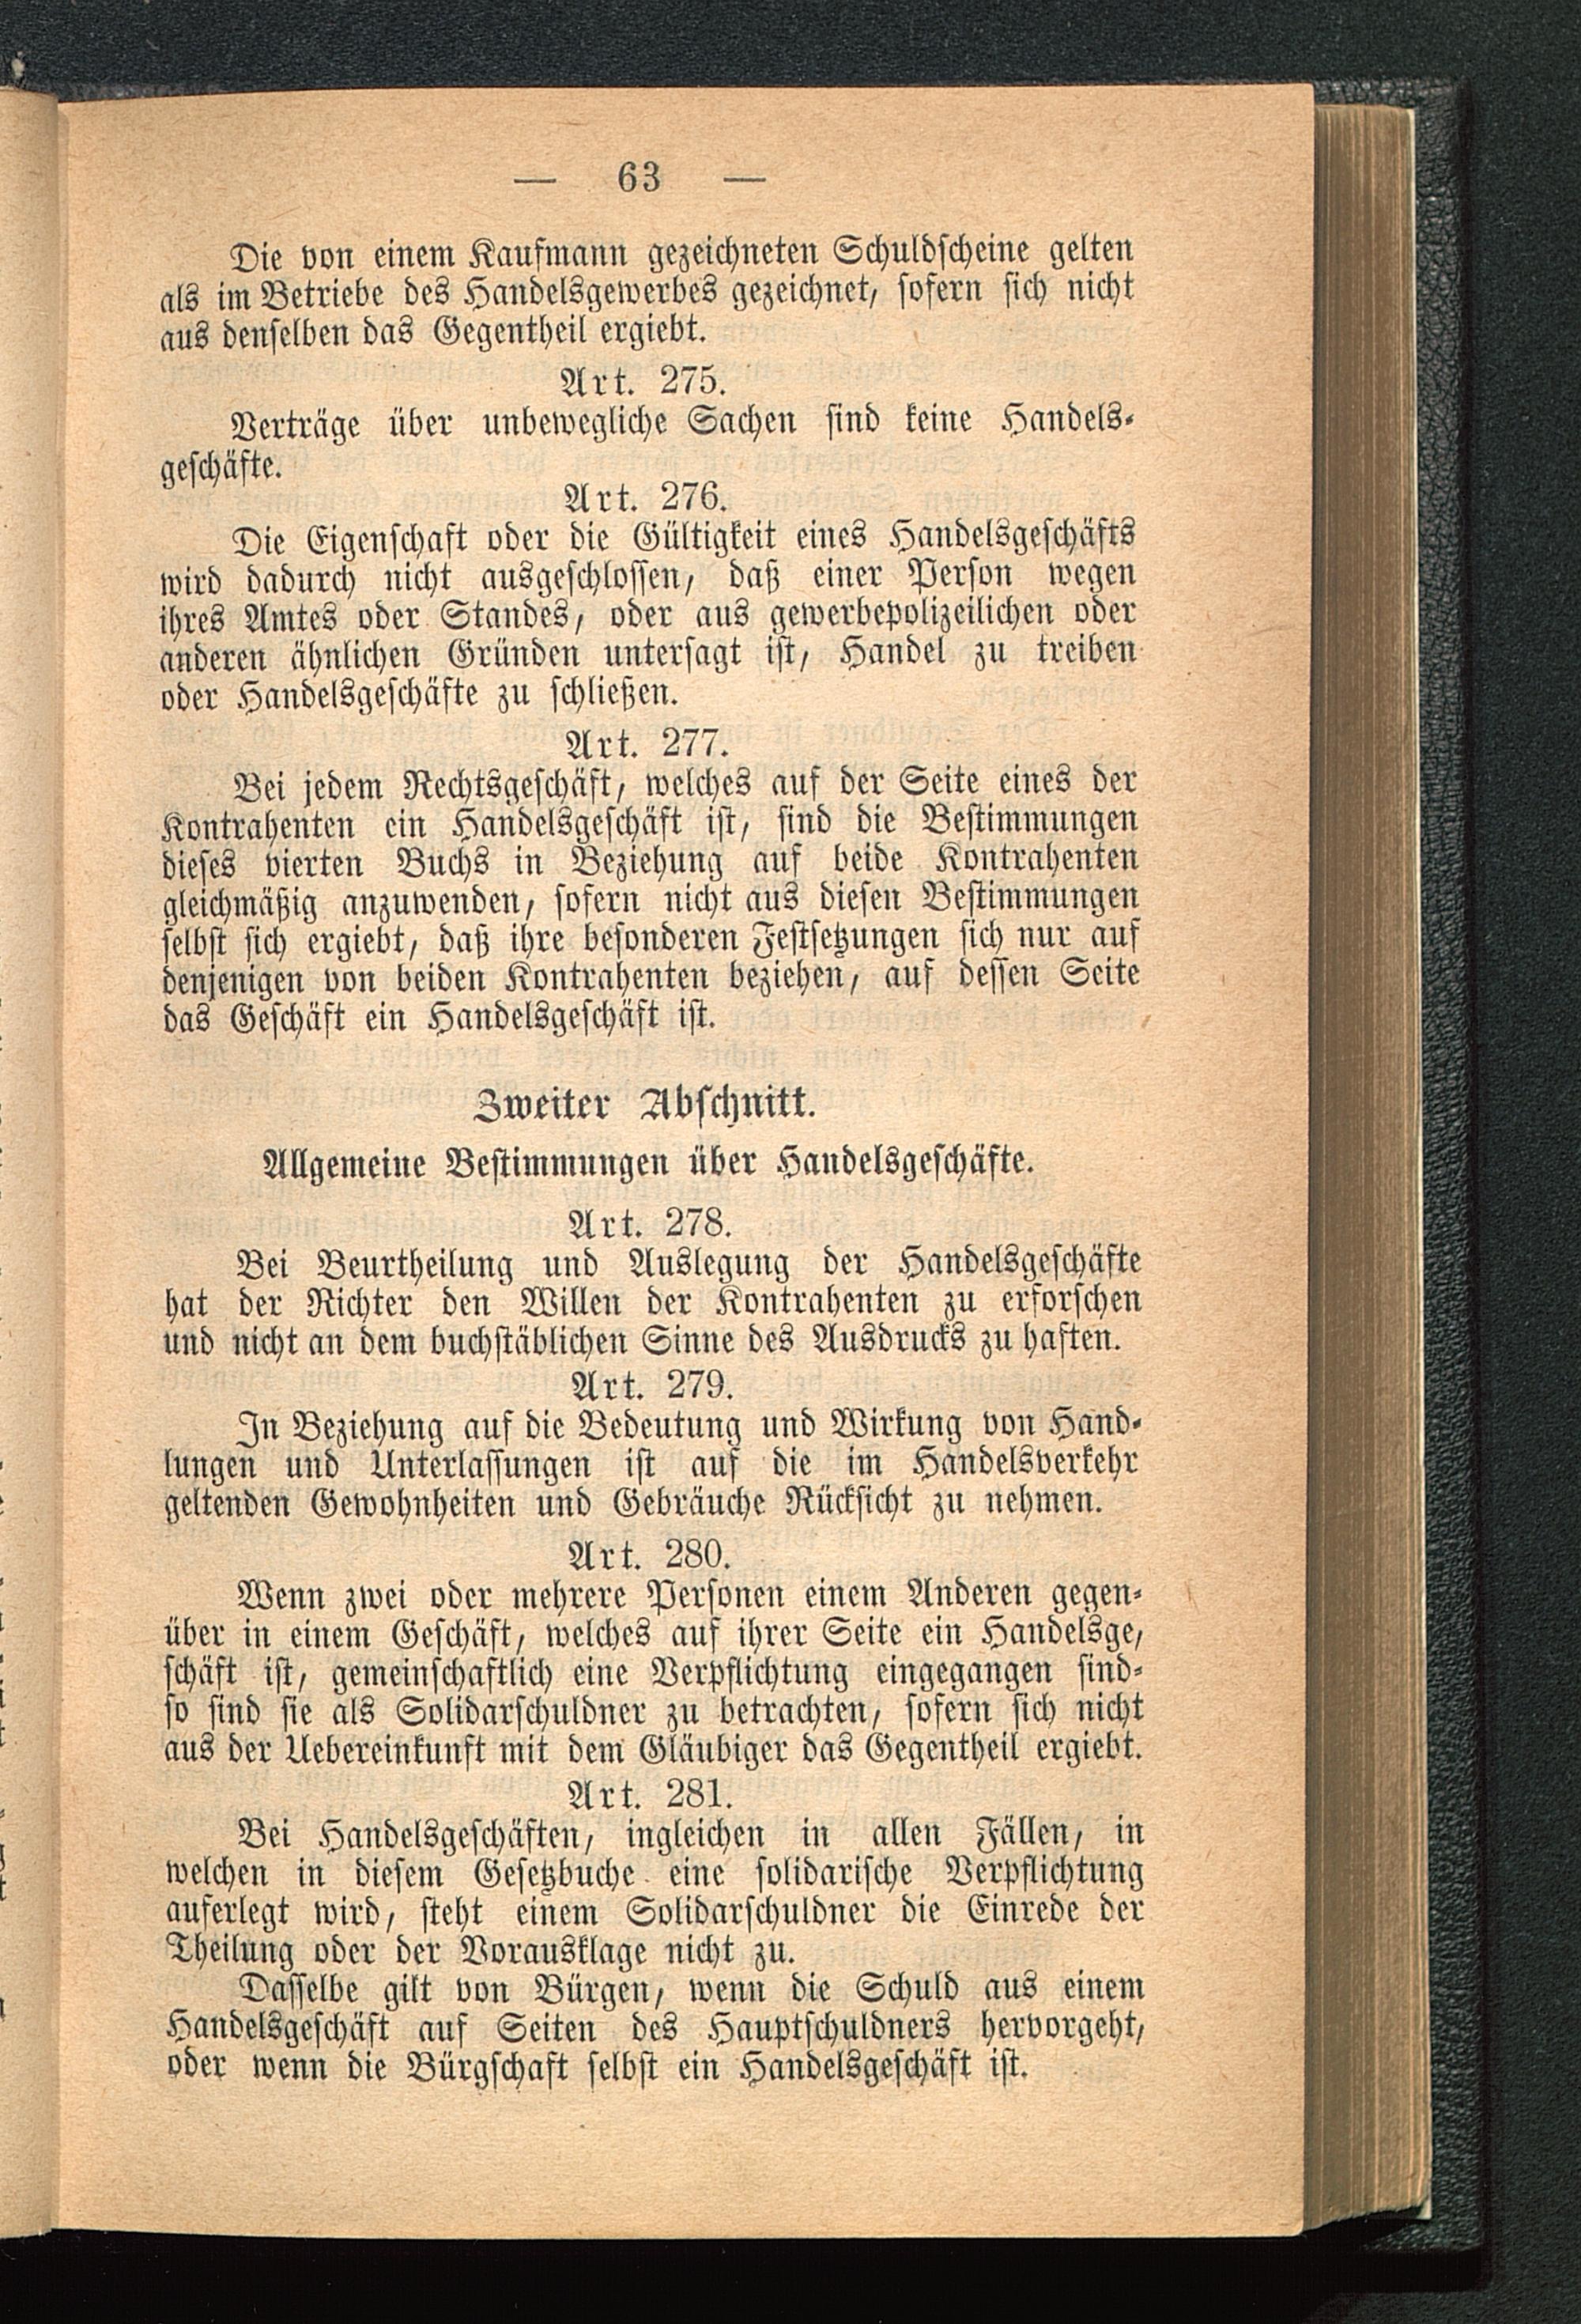 — 63 —
Die von einem Kaufmann gezeichneten Schuldscheine gelten
als im Betriebe des Handelsgewerbes gezeichnet, sofern sich nicht
aus denselben das Gegentheil ergiebt.
Art. 275.
Verträge über unbewegliche Sachen sind keine Handels-
geschäfte.
Art. 276.
Die Eigenschaft oder die Gültigkeit eines Handelsgeschäfts
wird dadurch nicht ausgeschlossen, daß einer Person wegen
ihres Amtes oder Standes, oder aus gewerbepolizeilichen oder
anderen ähnlichen Gründen untersagt ist, Handel zu treiben
oder Handelsgeschäfte zu schließen.
Art. 277.
Bei jedem Rechtsgeschäft, welches auf der Seite eines der
Kontrahenten ein Handelsgeschäft ist, sind die Bestimmungen
dieses vierten Buchs in Beziehung auf beide Kontrahenten
gleichmäßig anzuwenden, sofern nicht aus diesen Bestimmungen
selbst sich ergiebt, daß ihre besonderen Festsetzungen sich nur auf
denjenigen von beiden Kontrahenten beziehen, auf dessen Seite
das Geschäft ein Handelsgeschäft ist.
Zweiter Abschnitt.
Allgemeine Bestimmungen über Handelsgeschäfte.
Art. 278.
Bei Beurtheilung und Auslegung der Handelsgeschäfte
hat der Richter den Willen der Kontrahenten zu erforschen
und nicht an dem buchstäblichen Sinne des Ausdrucks zu haften.
Art. 279.
In Beziehung auf die Bedeutung und Wirkung von Hand-
lungen und Unterlassungen ist auf die im Handelsverkehr
geltenden Gewohnheiten und Gebräuche Rücksicht zu nehmen.
Art. 280.
Wenn zwei oder mehrere Personen einem Anderen gegen-
über in einem Geschäft, welches auf ihrer Seite ein Handelsge,
schäft ist, gemeinschaftlich eine Verpflichtung eingegangen sind-
so sind sie als Solidarschuldner zu betrachten, sofern sich nicht
aus der Uebereinkunft mit dem Gläubiger das Gegentheil ergiebt.
Art. 281.
Bei Handelsgeschäften, ingleichen in allen Fällen, in
welchen in diesem Gesetzbuche eine solidarische Verpflichtung
auferlegt wird, steht einem Solidarschuldner die Einrede der
Theilung oder der Vorausklage nicht zu.
Dasselbe gilt von Bürgen, wenn die Schuld aus einem
Handelsgeschäft auf Seiten des Hauptschuldners hervorgeht,
oder wenn die Bürgschaft selbst ein Handelsgeschäft ist.